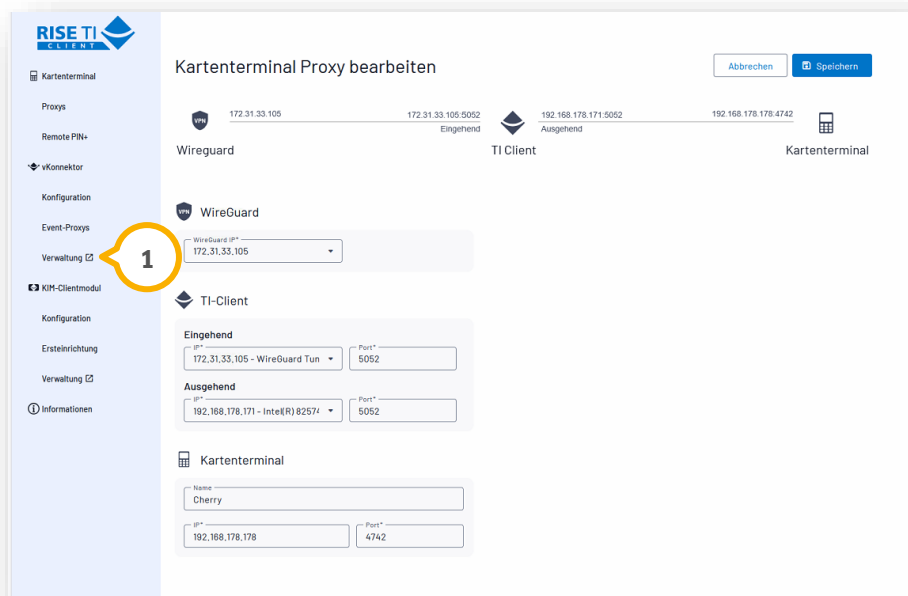 RISE TI
CLIENT
Kartenterminal
Proxys
Remote PIN+
vKonnektor
Konfiguration
Event-Proxys
Verwaltung
KIM-Clientmodul
Konfiguration
Ersteinrichtung
Verwaltung
Informationen
1
Kartenterminal Proxy bearbeiten
Abbrechen
Speichern
VPN
172.31.33.105
172.31.33.105:5052
Eingehend
192.168.178.171:5052
Ausgehend
192.168.178.178:4742
Wireguard
TI Client
Kartenterminal
VPN
WireGuard
WireGuard IP*
172.31.33.105
TI-Client
Eingehend
IP*
172.31.33.105 - WireGuard Tun
Port*
5052
Ausgehend
IP*
192.168.178.171 - Intel(R) 82574
Port*
5052
Kartenterminal
Name
Cherry
IP*
192.168.178.178
Port*
4742